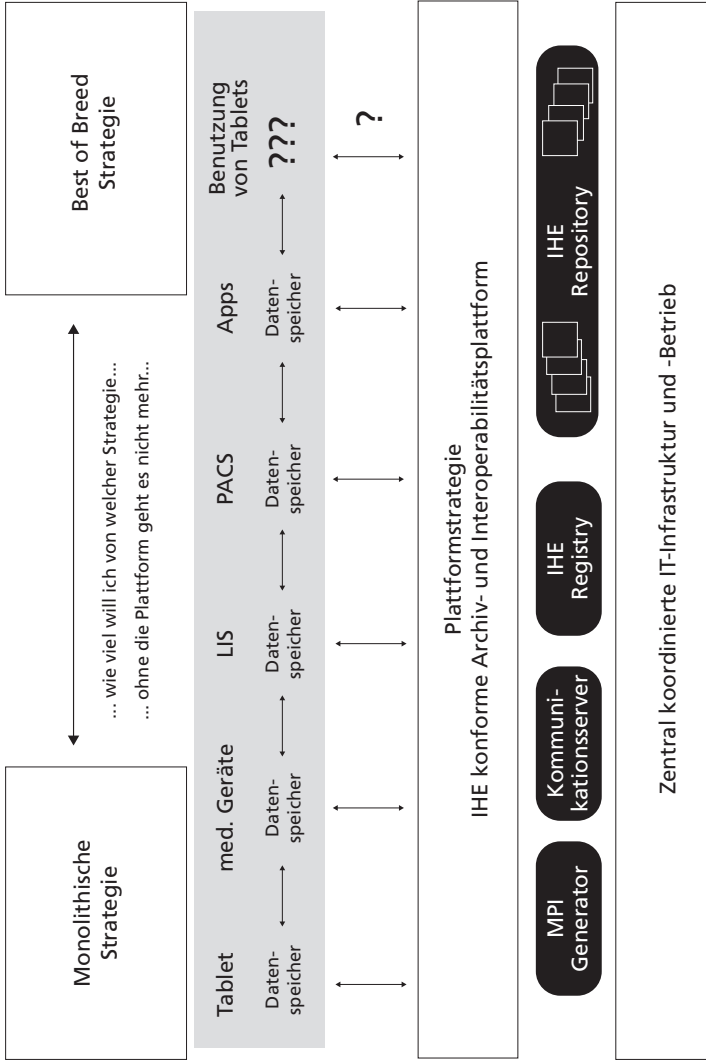 Monolithische
Strategie
... wie viel will ich von welcher Strategie...
... ohne die Plattform geht es nicht mehr...
Best of Breed
Strategie
Tablet
Daten-
speicher
med. Geräte
Daten-
speicher
LIS
Daten-
speicher
PACS
Daten-
speicher
Apps
Daten-
speicher
Benutzung
von Tablets
???
?
Plattformstrategie
IHE konforme Archiv- und Interoperabilitätsplattform
MPI
Generator
Kommuni-
kationsserver
IHE
Registry
IHE
Repository
Zentral koordinierte IT-Infrastruktur und -Betrieb